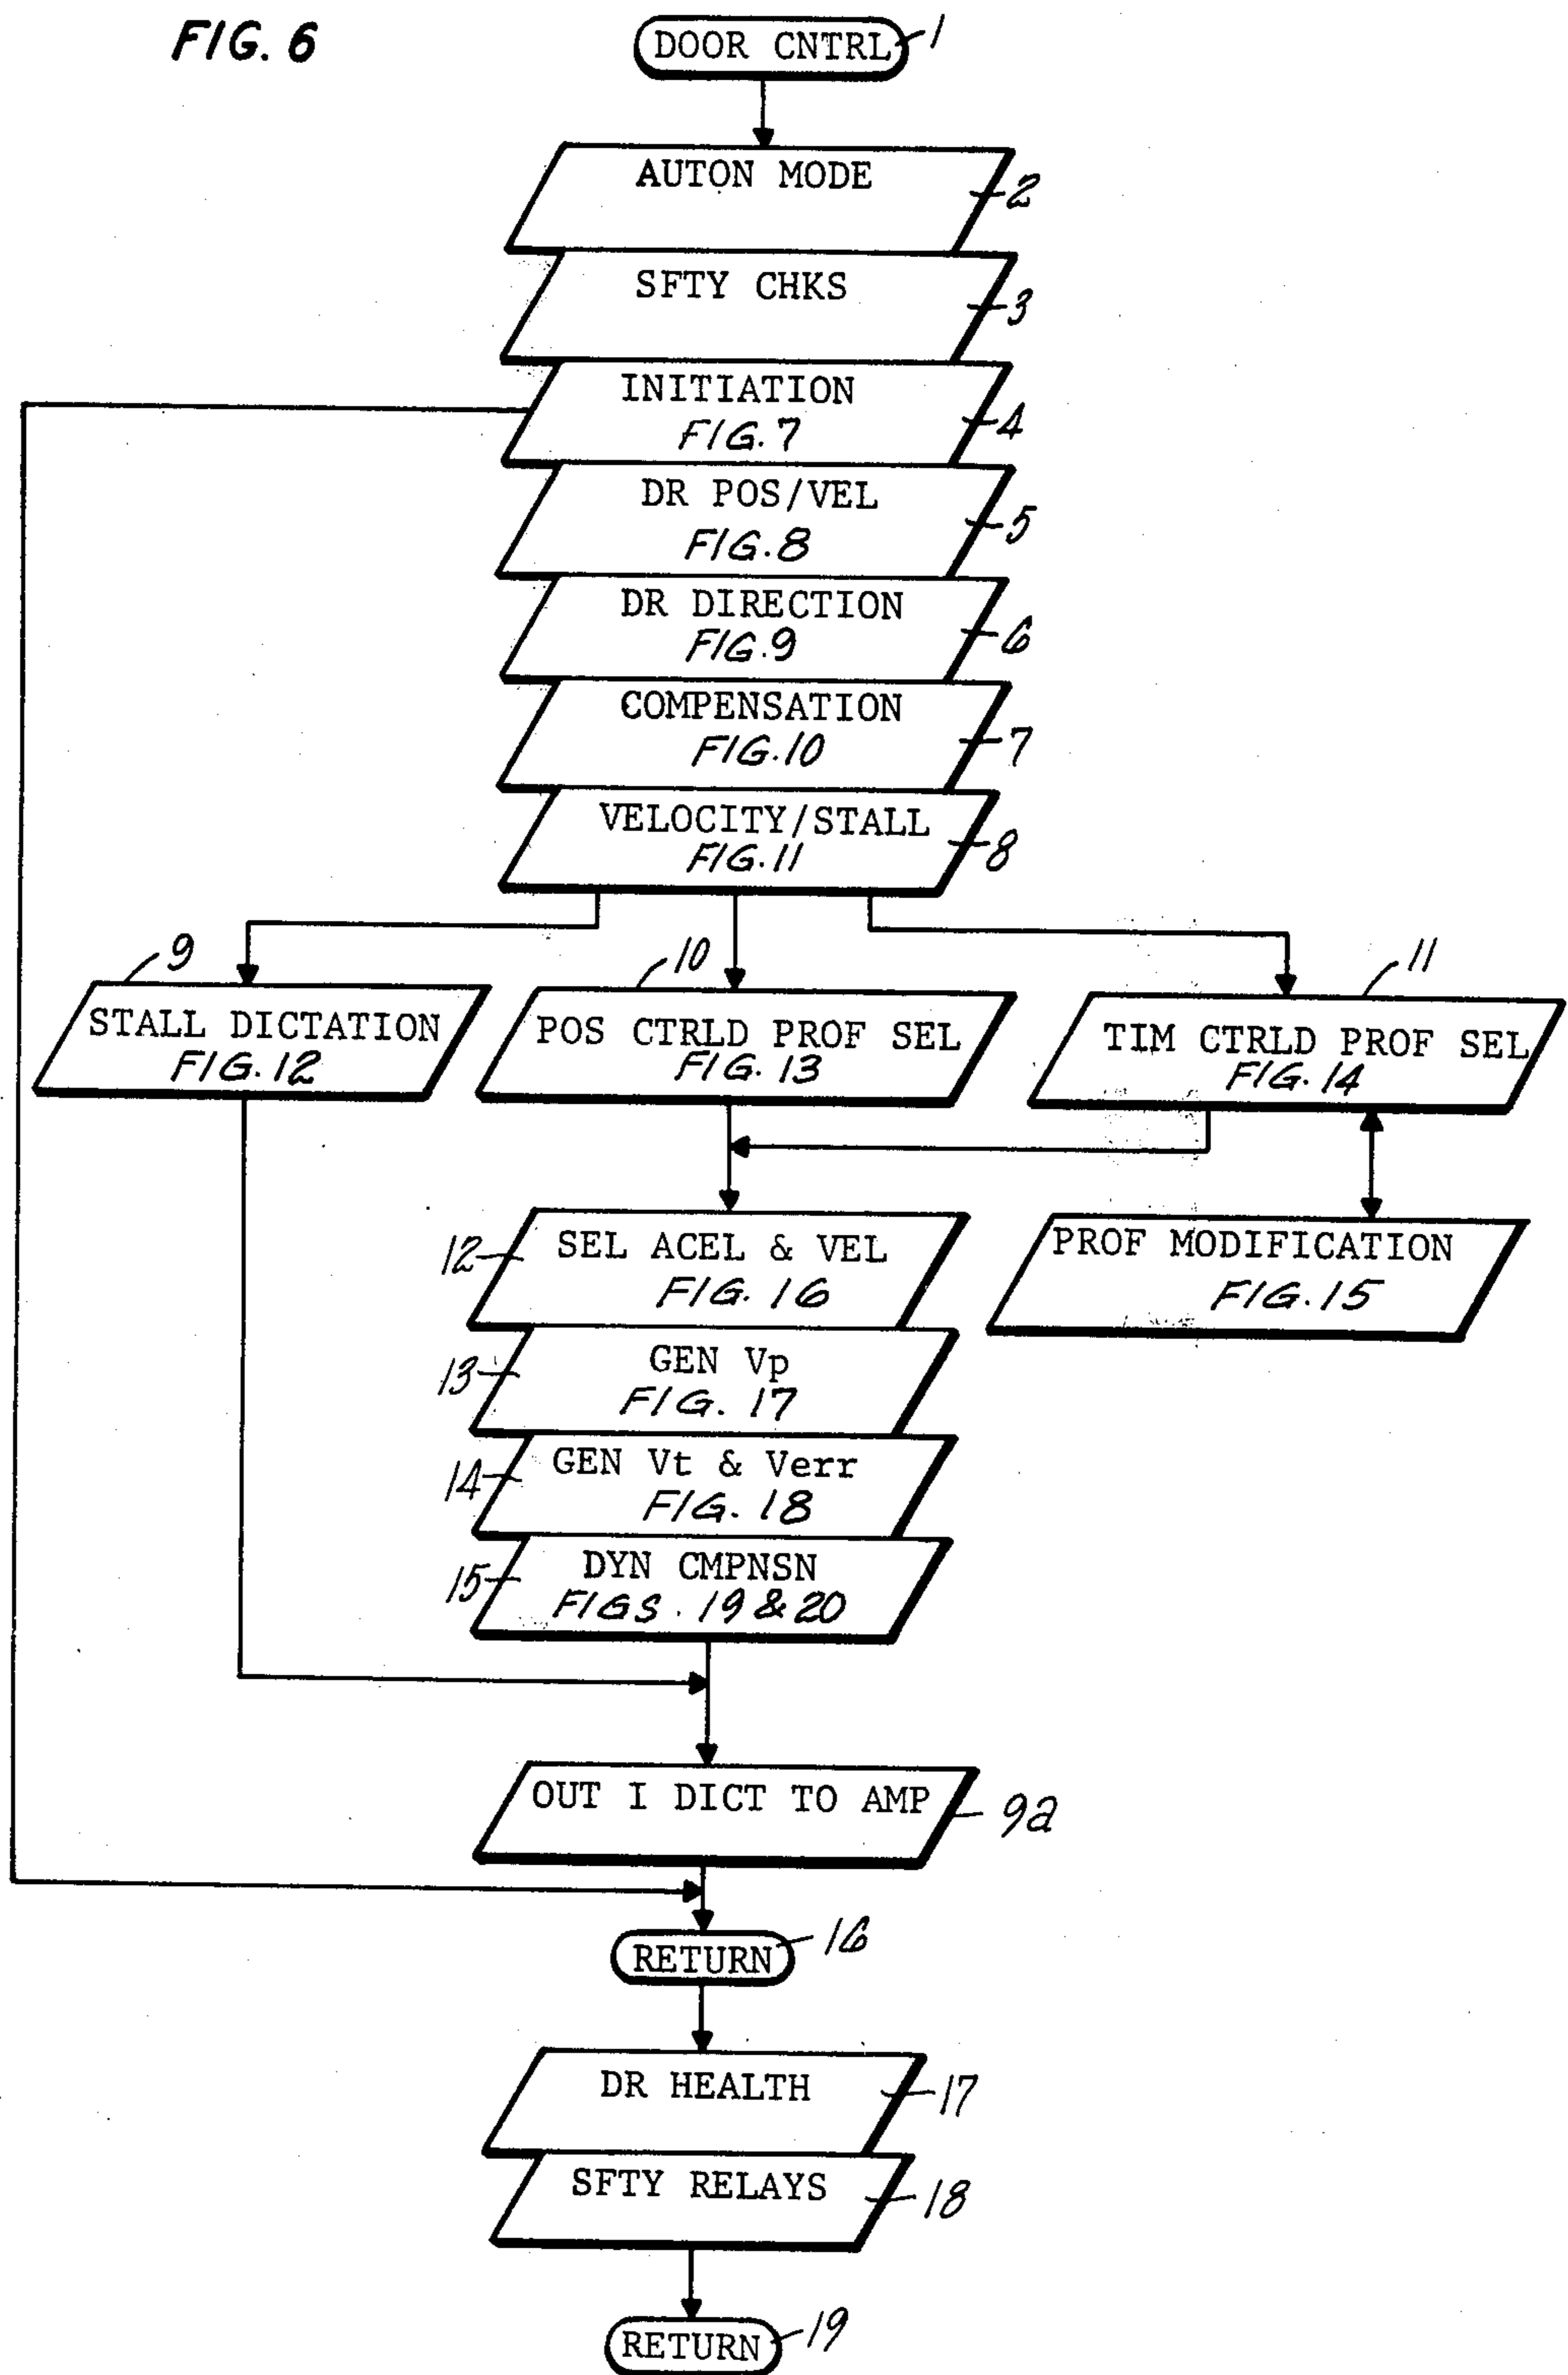 FIG. 6
DOOR CNTRL 1
AUTON MODE 2
SFTY CHKS 3
INITIATION
FIG. 7 4
DR POS/VEL
FIG. 8 5
DR DIRECTION
FIG. 9 6
COMPENSATION
FIG. 10 7
VELOCITY/STALL
FIG. 11 8
9
STALL DICTATION
FIG. 12
10
POS CTRLD PROF SEL
FIG. 13
11
TIM CTRLD PROF SEL
FIG. 14
PROF MODIFICATION
FIG. 15
12 SEL ACEL & VEL
FIG. 16
13 GEN Vp
FIG. 17
14 GEN Vt & Verr
FIG. 18
15 DYN CMPNSN
FIGS. 19 & 20
OUT I DICT TO AMP 9a
RETURN 16
DR HEALTH 17
SFTY RELAYS 18
RETURN 19